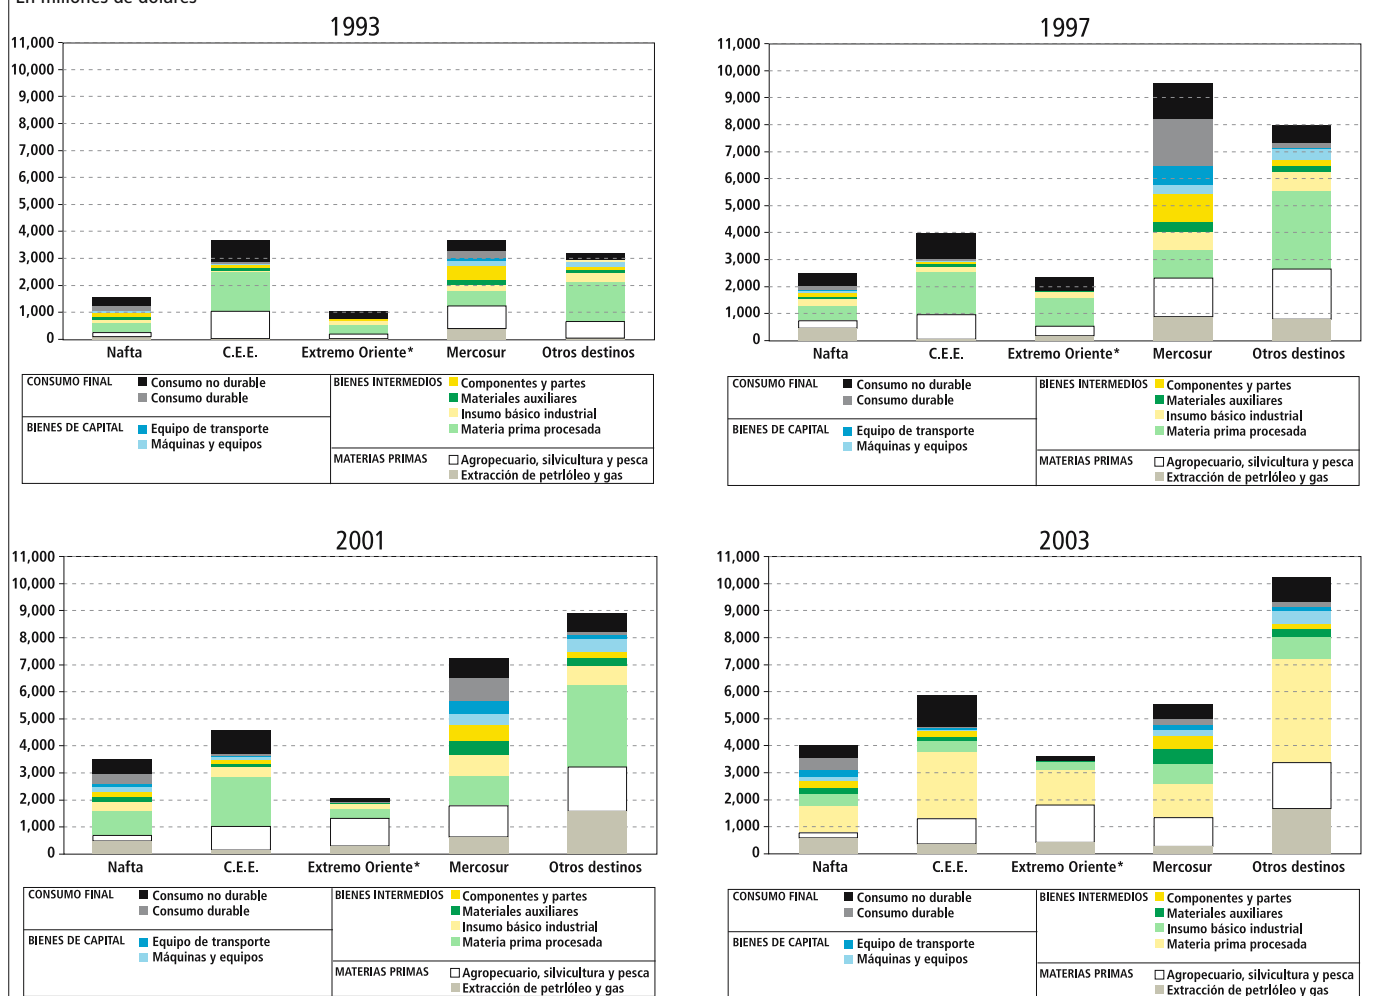 En millones de dólares
1993
11,000
10,000
9,000
8,000
7,000
6,000
5,000
4,000
3,000
2,000
1,000
0
Nafta C.E.E. Extremo Oriente* Mercosur Otros destinos
CONSUMO FINAL
Consumo no durable
Consumo durable
BIENES DE CAPITAL
Equipo de transporte
Máquinas y equipos
BIENES INTERMEDIOS
Componentes y partes
Materiales auxiliares
Insumo básico industrial
Materia prima procesada
MATERIAS PRIMAS
Agropecuario, silvicultura y pesca
Extracción de petrlóleo y gas
1997
11,000
10,000
9,000
8,000
7,000
6,000
5,000
4,000
3,000
2,000
1,000
0
Nafta C.E.E. Extremo Oriente* Mercosur Otros destinos
CONSUMO FINAL
Consumo no durable
Consumo durable
BIENES DE CAPITAL
Equipo de transporte
Máquinas y equipos
BIENES INTERMEDIOS
Componentes y partes
Materiales auxiliares
Insumo básico industrial
Materia prima procesada
MATERIAS PRIMAS
Agropecuario, silvicultura y pesca
Extracción de petrlóleo y gas
2001
11,000
10,000
9,000
8,000
7,000
6,000
5,000
4,000
3,000
2,000
1,000
0
Nafta C.E.E. Extremo Oriente* Mercosur Otros destinos
CONSUMO FINAL
Consumo no durable
Consumo durable
BIENES DE CAPITAL
Equipo de transporte
Máquinas y equipos
BIENES INTERMEDIOS
Componentes y partes
Materiales auxiliares
Insumo básico industrial
Materia prima procesada
MATERIAS PRIMAS
Agropecuario, silvicultura y pesca
Extracción de petrlóleo y gas
2003
11,000
10,000
9,000
8,000
7,000
6,000
5,000
4,000
3,000
2,000
1,000
0
Nafta C.E.E. Extremo Oriente* Mercosur Otros destinos
CONSUMO FINAL
Consumo no durable
Consumo durable
BIENES DE CAPITAL
Equipo de transporte
Máquinas y equipos
BIENES INTERMEDIOS
Componentes y partes
Materiales auxiliares
Insumo básico industrial
Materia prima procesada
MATERIAS PRIMAS
Agropecuario, silvicultura y pesca
Extracción de petrlóleo y gas